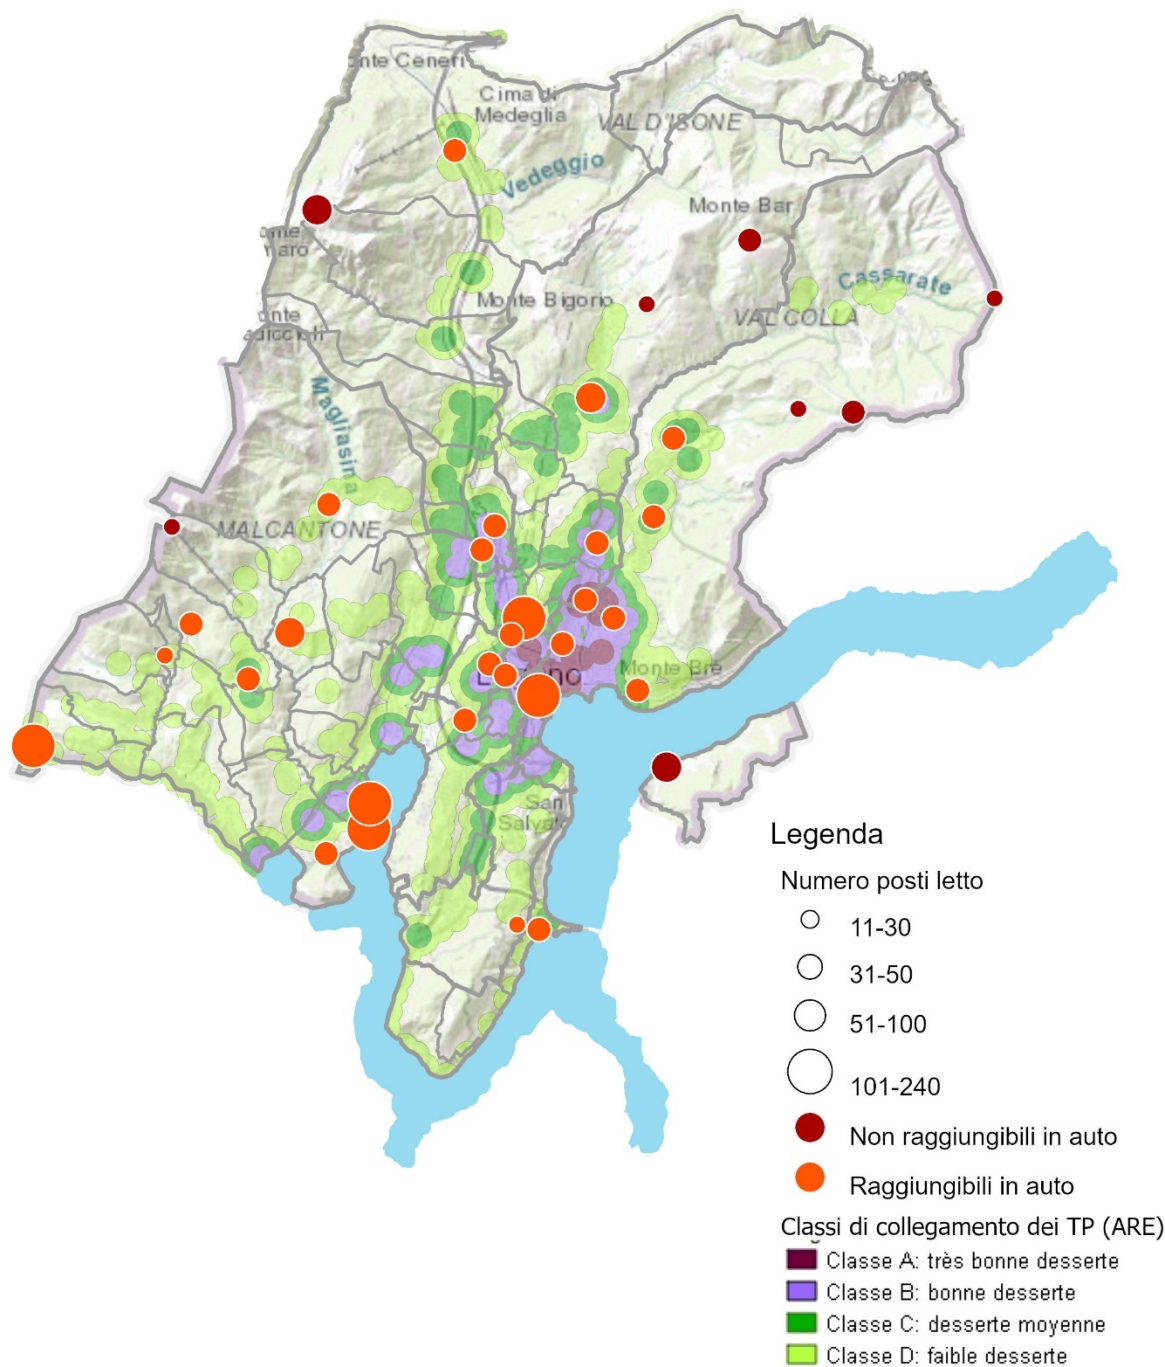 Cima di
Medeglia
VAL D'ISONE
Vedeggio
Monte Bar
Cassarate
Monte Bigorio
VAL COLLA
Magliasina
MALCANTONE
Monte Brè
San
Legenda
Numero posti letto
11-30
31-50
51-100
101-240
Non raggiungibili in auto
Raggiungibili in auto
Classi di collegamento dei TP (ARE)
Classe A: très bonne desserte
Classe B: bonne desserte
Classe C: desserte moyenne
Classe D: faible desserte